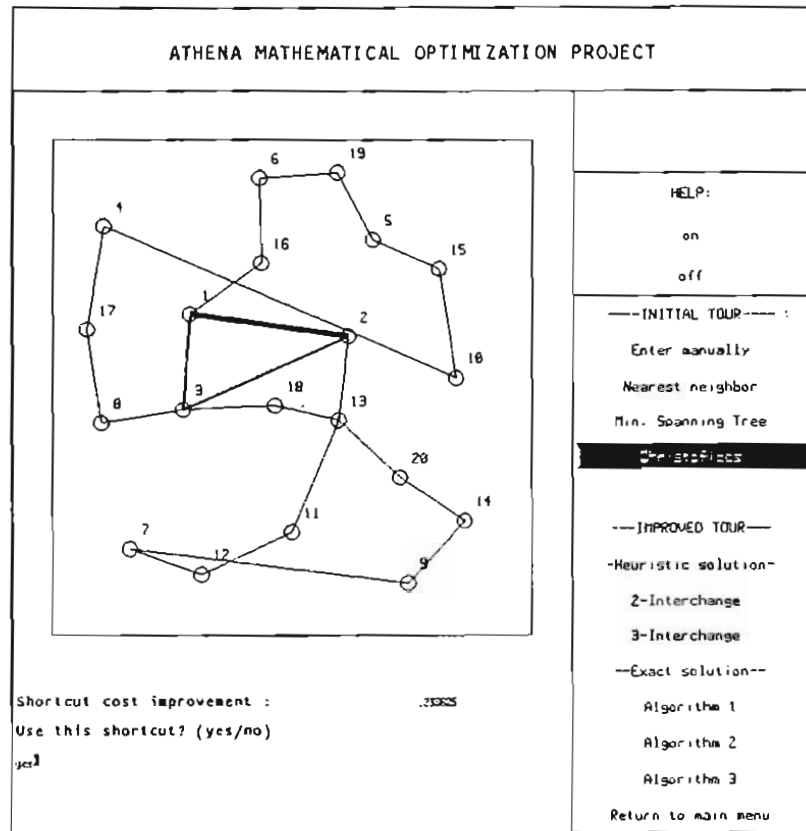 ATHENA MATHEMATICAL OPTIMIZATION PROJECT
6
19
4
5
16
15
17
1
2
10
3
18
8
13
20
14
11
7
12
9
Shortcut cost improvement :
Use this shortcut? (yes/no)
yes
HELP:
on
off
----INITIAL TOUR---- :
Enter manually
Nearest neighbor
Min. Spanning Tree
Christofides
---IMPROVED TOUR---
-Heuristic solution-
2-Interchange
3-Interchange
--Exact solution--
Algorithm 1
Algorithm 2
Algorithm 3
Return to main menu